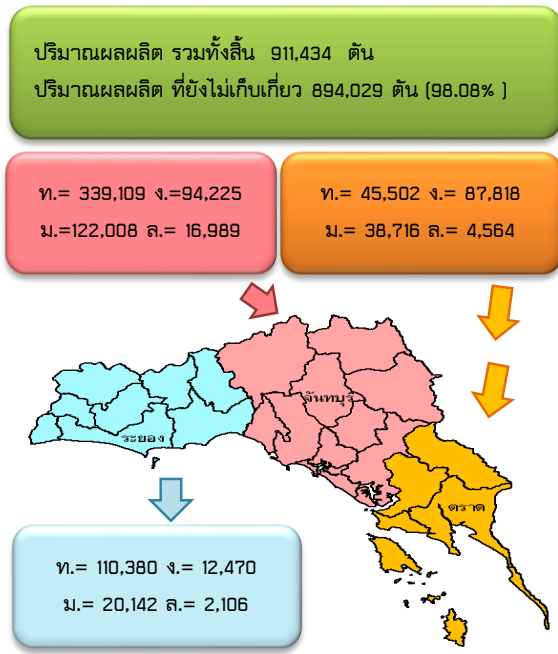 ปริมาณผลผลิต รวมทั้งสิ้น 911,434 ตัน
ปริมาณผลผลิต ที่ยังไม่เก็บเกี่ยว 894,029 ตัน (98.08% )
ท.= 339,109 ง.=94,225
ม.=122,008 ล.= 16,989
ท.= 45,502 ง.= 87,818
ม.= 38,716 ล.= 4,564
จันทบุรี
ระยอง
ตราด
ท.= 110,380 ง.= 12,470
ม.= 20,142 ล.= 2,106